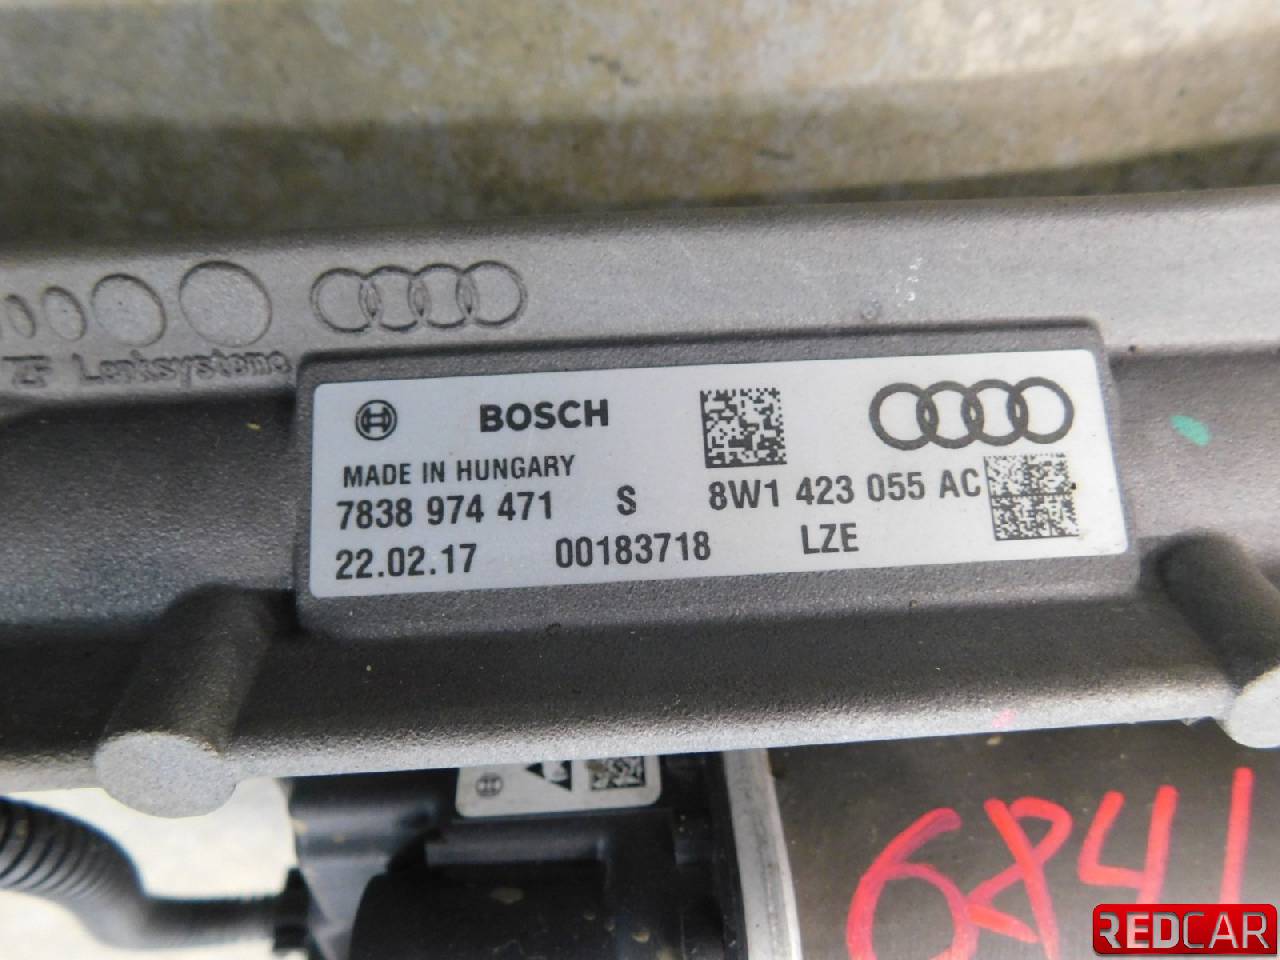 ZF Lenksysteme
BOSCH
MADE IN HUNGARY
7838 974 471 S 8W1 423 055 AC
22.02.17 00183718 LZE
6841
REDCAR